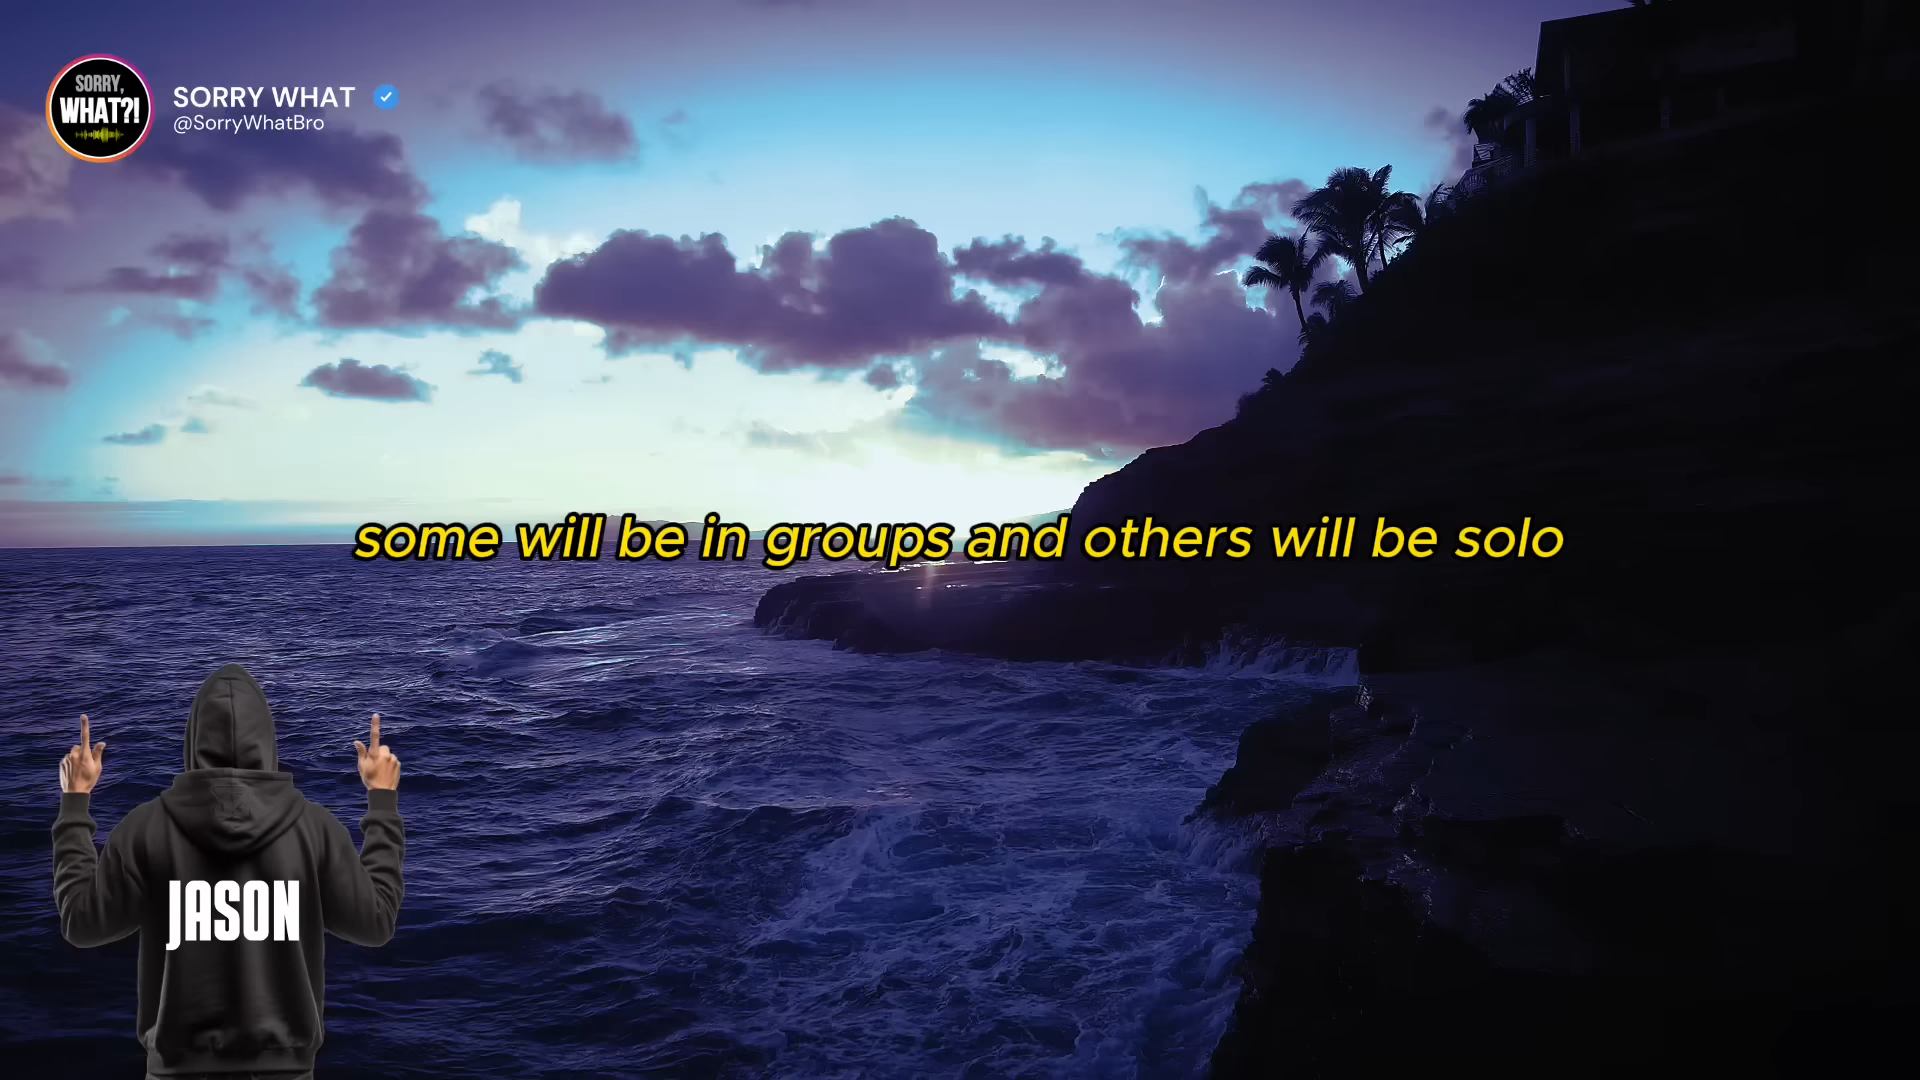 SORRY,
WHAT?!
SORRY WHAT
@SorryWhatBro
some will be in groups and others will be solo
JASON